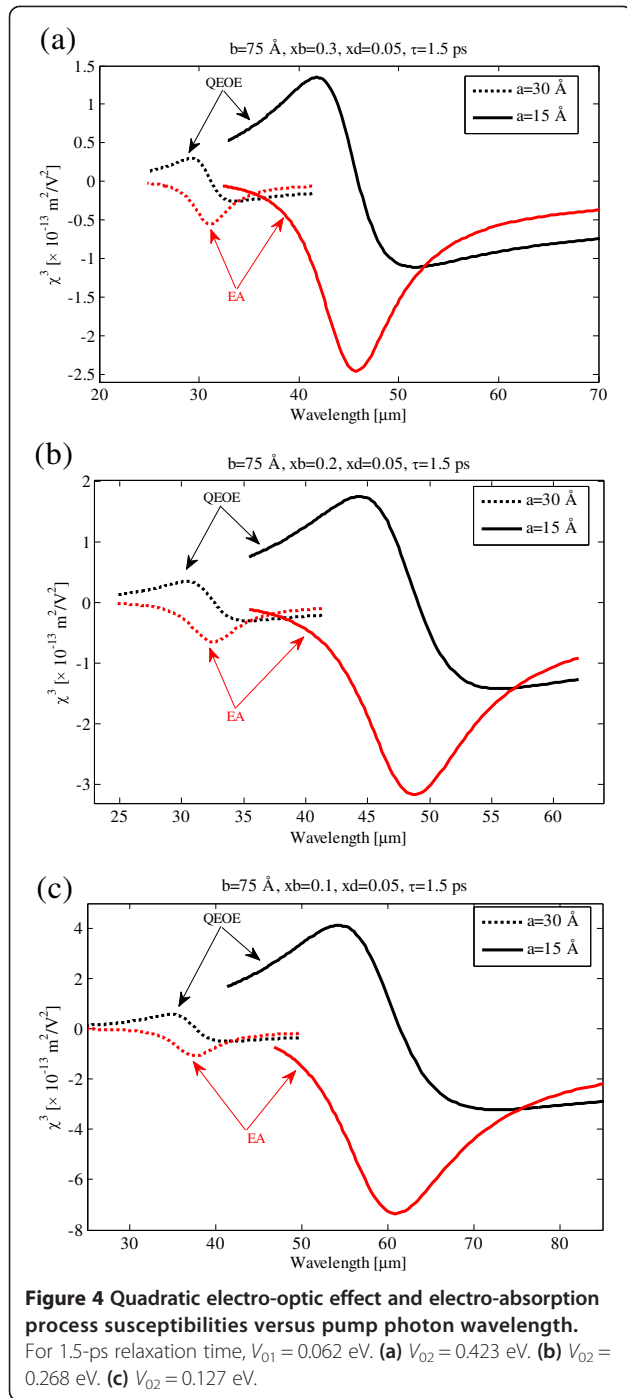 (a)
b=75 Å, xb=0.3, xd=0.05, τ=1.5 ps
QEOE
a=30 Å
a=15 Å
1.5
1
0.5
0
-0.5
-1
-1.5
-2
-2.5
χ³ [× 10⁻¹³ m²/V²]
EA
20 30 40 50 60 70
Wavelength [μm]
(b)
b=75 Å, xb=0.2, xd=0.05, τ=1.5 ps
QEOE
a=30 Å
a=15 Å
2
1
0
-1
-2
-3
χ³ [× 10⁻¹³ m²/V²]
EA
25 30 35 40 45 50 55 60
Wavelength [μm]
(c)
b=75 Å, xb=0.1, xd=0.05, τ=1.5 ps
QEOE
a=30 Å
a=15 Å
4
2
0
-2
-4
-6
-8
χ³ [× 10⁻¹³ m²/V²]
EA
30 40 50 60 70 80
Wavelength [μm]
Figure 4 Quadratic electro-optic effect and electro-absorption
process susceptibilities versus pump photon wavelength.
For 1.5-ps relaxation time, V₀₁ = 0.062 eV. (a) V₀₂ = 0.423 eV. (b) V₀₂ =
0.268 eV. (c) V₀₂ = 0.127 eV.